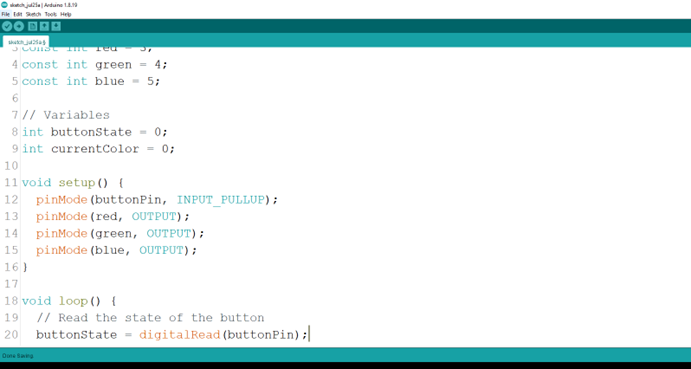 sketch_jul25a | Arduino 1.8.19
File Edit Sketch Tools Help
sketch_jul25a §
3 const int red = 3;
4 const int green = 4;
5 const int blue = 5;
6
7 // Variables
8 int buttonState = 0;
9 int currentColor = 0;
10
11 void setup() {
12 pinMode(buttonPin, INPUT_PULLUP);
13 pinMode(red, OUTPUT);
14 pinMode(green, OUTPUT);
15 pinMode(blue, OUTPUT);
16 }
17
18 void loop() {
19 // Read the state of the button
20 buttonState = digitalRead(buttonPin);
Done Saving.